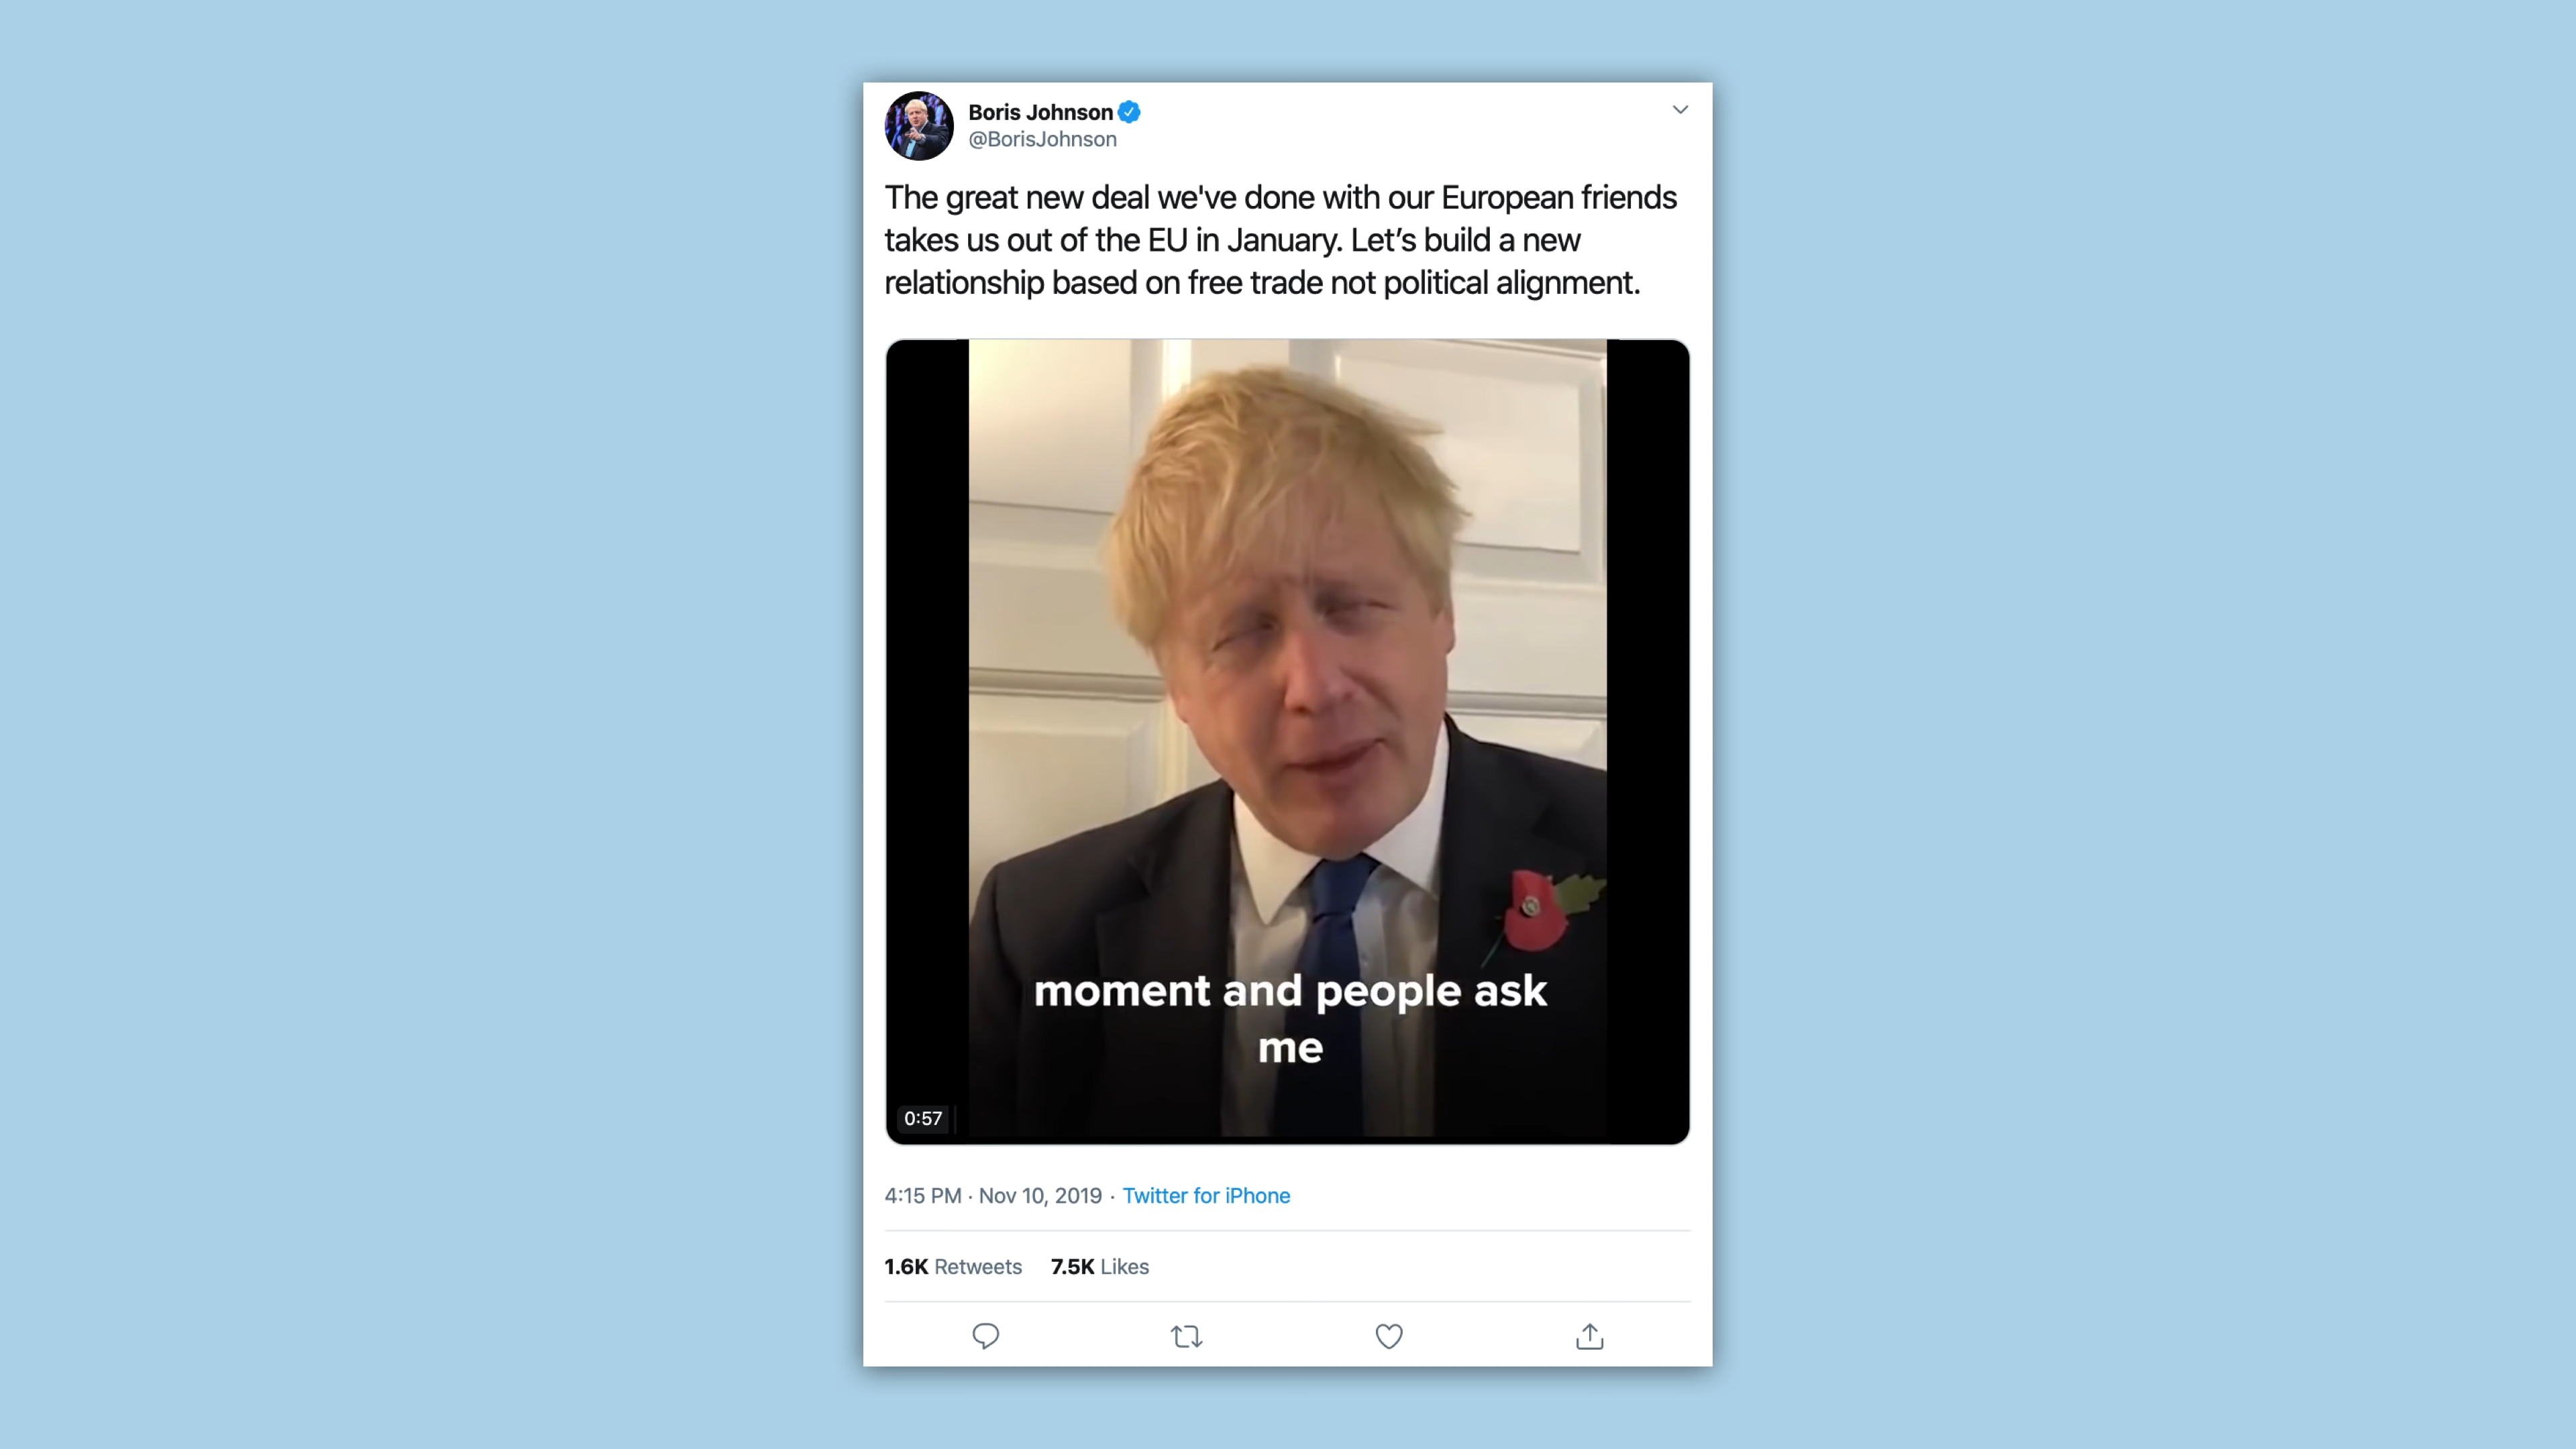 Boris Johnson
@BorisJohnson
The great new deal we've done with our European friends
takes us out of the EU in January. Let’s build a new
relationship based on free trade not political alignment.
moment and people ask
me
0:57
4:15 PM · Nov 10, 2019 · Twitter for iPhone
1.6K Retweets 7.5K Likes